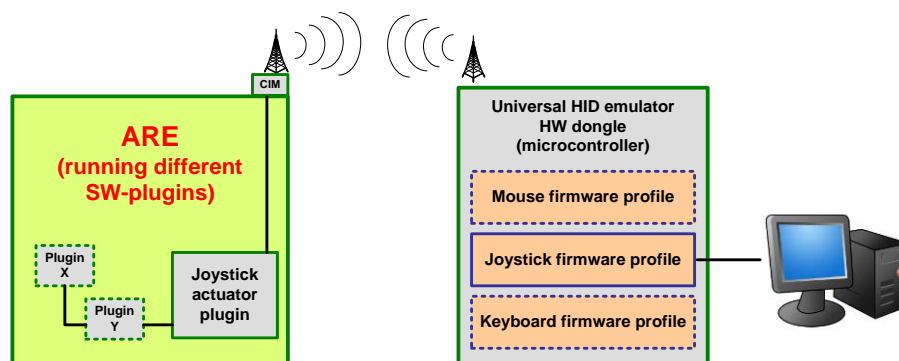 CIM
ARE
(running different
SW-plugins)
Plugin
X
Plugin
Y
Joystick
actuator
plugin
Universal HID emulator
HW dongle
(microcontroller)
Mouse firmware profile
Joystick firmware profile
Keyboard firmware profile